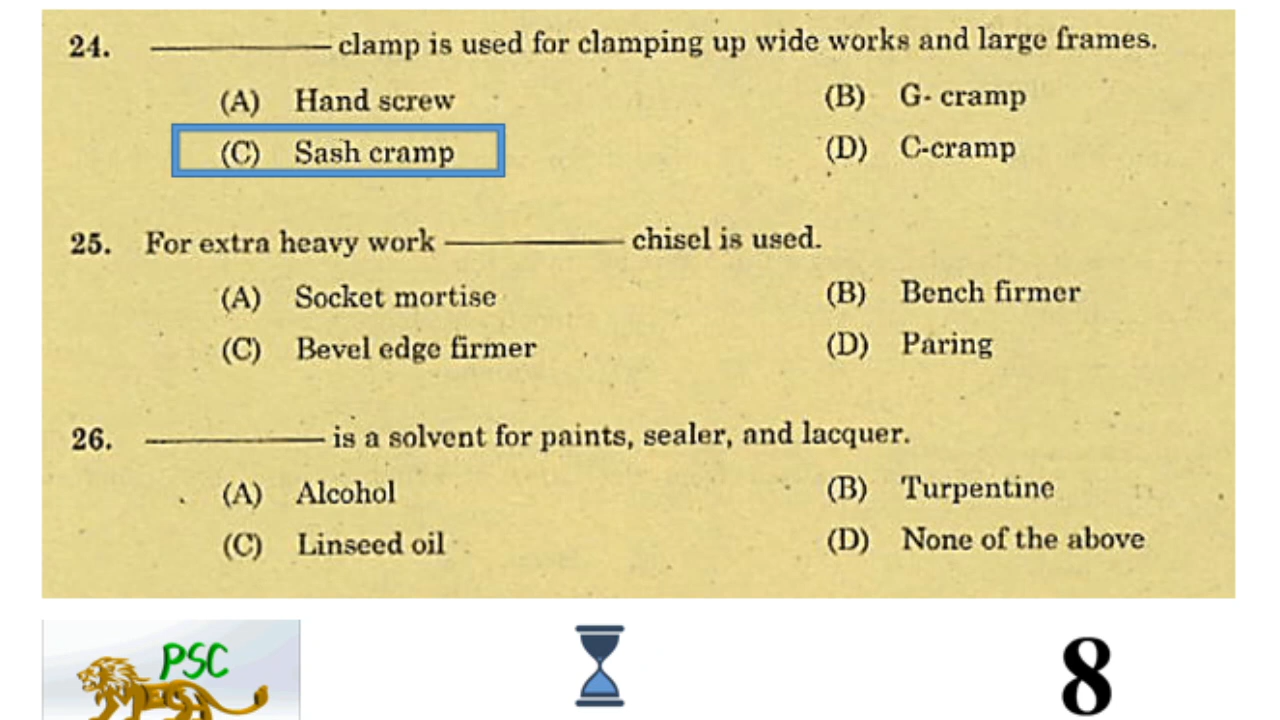 24. ———— clamp is used for clamping up wide works and large frames.
(A) Hand screw (B) G- cramp
(C) Sash cramp (D) C-cramp
25. For extra heavy work ———— chisel is used.
(A) Socket mortise (B) Bench firmer
(C) Bevel edge firmer (D) Paring
26. ———— is a solvent for paints, sealer, and lacquer.
(A) Alcohol (B) Turpentine
(C) Linseed oil (D) None of the above
PSC
8